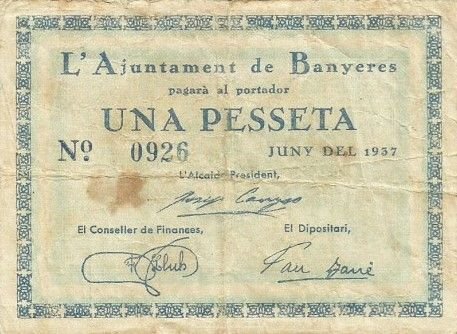 L'Ajuntament de Banyeres
pagarà al portador
UNA PESSETA
Nº 0926 JUNY DEL 1937
L'Alcalde President,
El Conseller de Finances, El Dipositari,